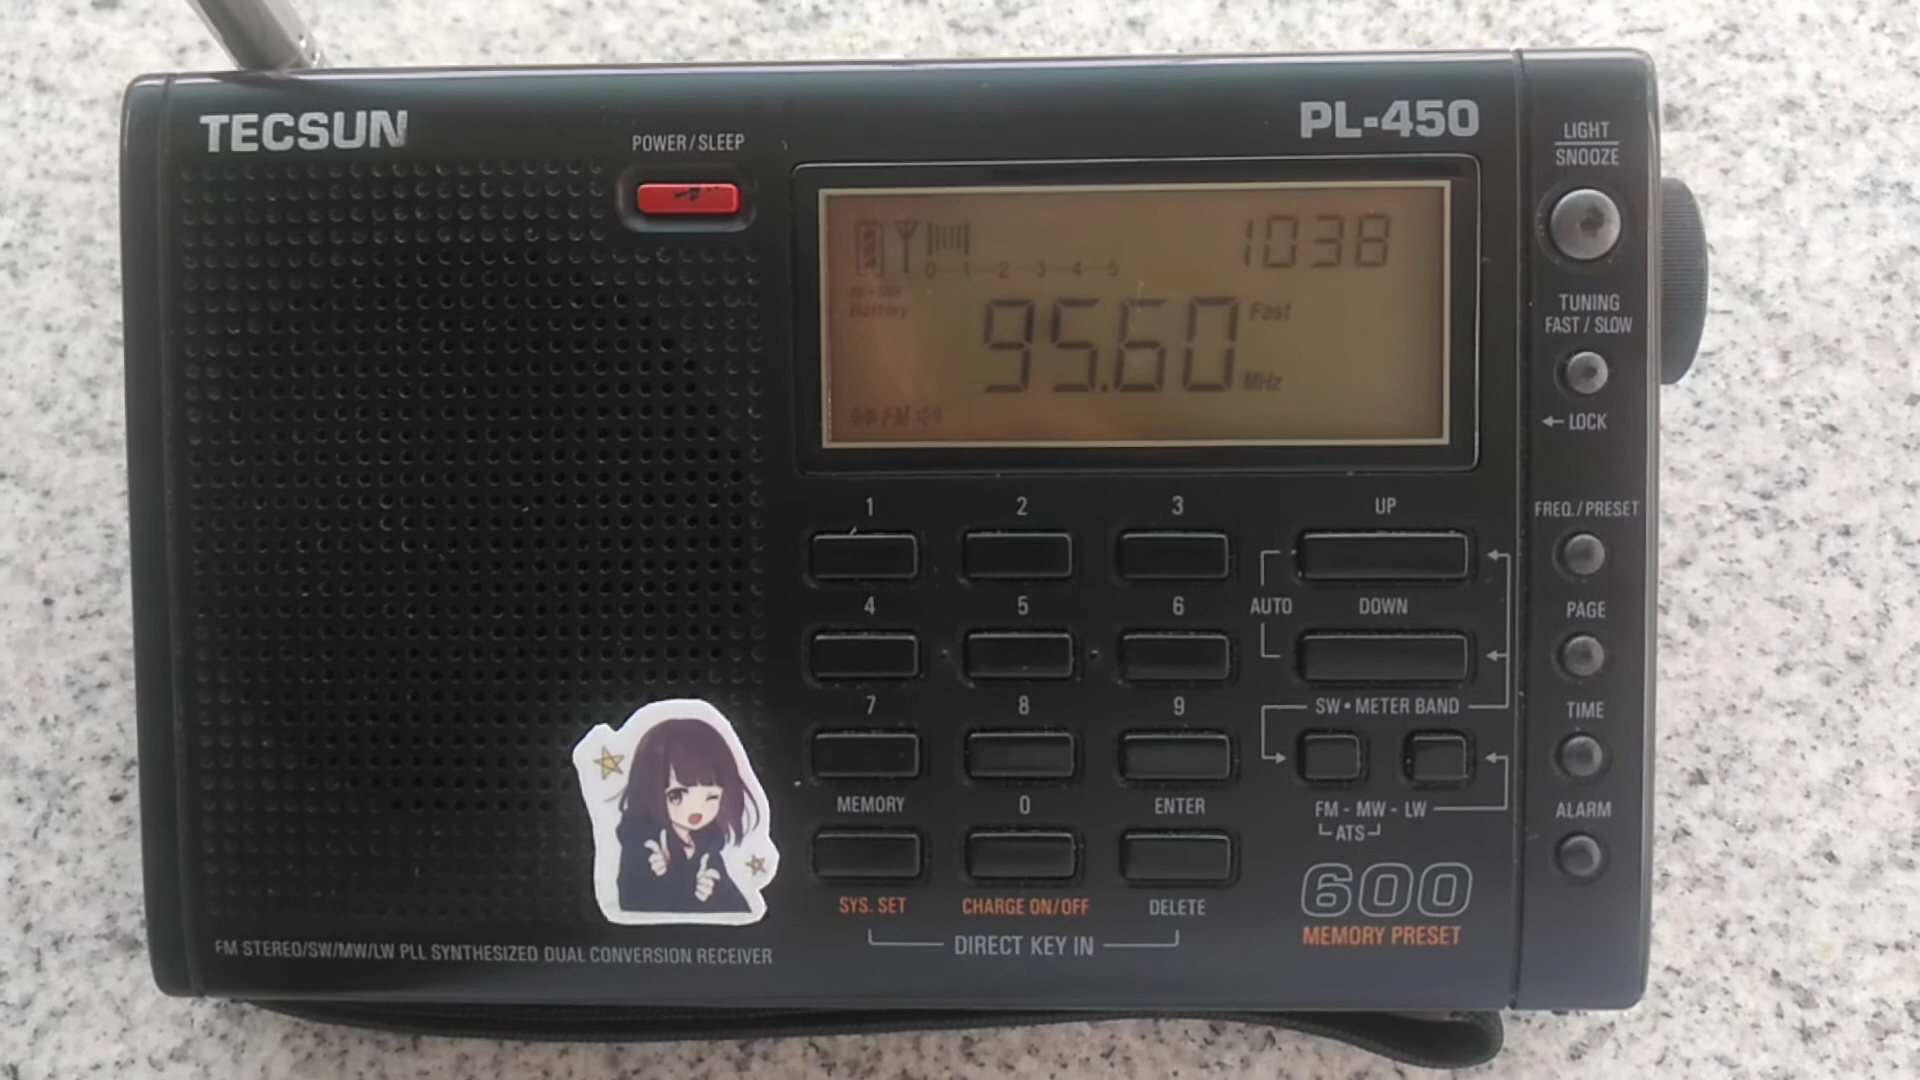 TECSUN
POWER/SLEEP
PL-450
LIGHT
SNOOZE
1038
0-1-2-3-4-5
Ni-MH
Battery
95.60 Fast
MHz
FM
TUNING
FAST / SLOW
LOCK
1 2 3 UP
FREQ./PRESET
4 5 6 AUTO DOWN
PAGE
7 8 9 SW•METER BAND
TIME
MEMORY 0 ENTER FM - MW - LW
ATS
ALARM
SYS. SET CHARGE ON/OFF DELETE
DIRECT KEY IN
600
MEMORY PRESET
FM STEREO/SW/MW/LW PLL SYNTHESIZED DUAL CONVERSION RECEIVER